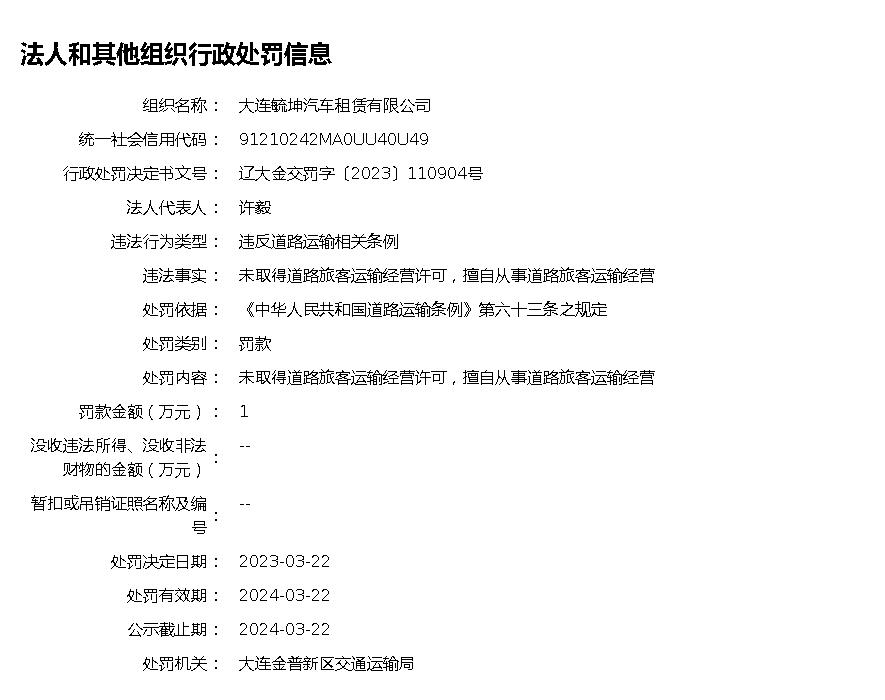 法人和其他组织行政处罚信息
组织名称： 大连毓坤汽车租赁有限公司
统一社会信用代码： 91210242MA0UU40U49
行政处罚决定书文号： 辽大金交罚字〔2023〕110904号
法人代表人： 许毅
违法行为类型： 违反道路运输相关条例
违法事实： 未取得道路旅客运输经营许可，擅自从事道路旅客运输经营
处罚依据： 《中华人民共和国道路运输条例》第六十三条之规定
处罚类别： 罚款
处罚内容： 未取得道路旅客运输经营许可，擅自从事道路旅客运输经营
罚款金额（万元）： 1
没收违法所得、没收非法
财物的金额（万元）： --
暂扣或吊销证照名称及编
号： --
处罚决定日期： 2023-03-22
处罚有效期： 2024-03-22
公示截止期： 2024-03-22
处罚机关： 大连金普新区交通运输局